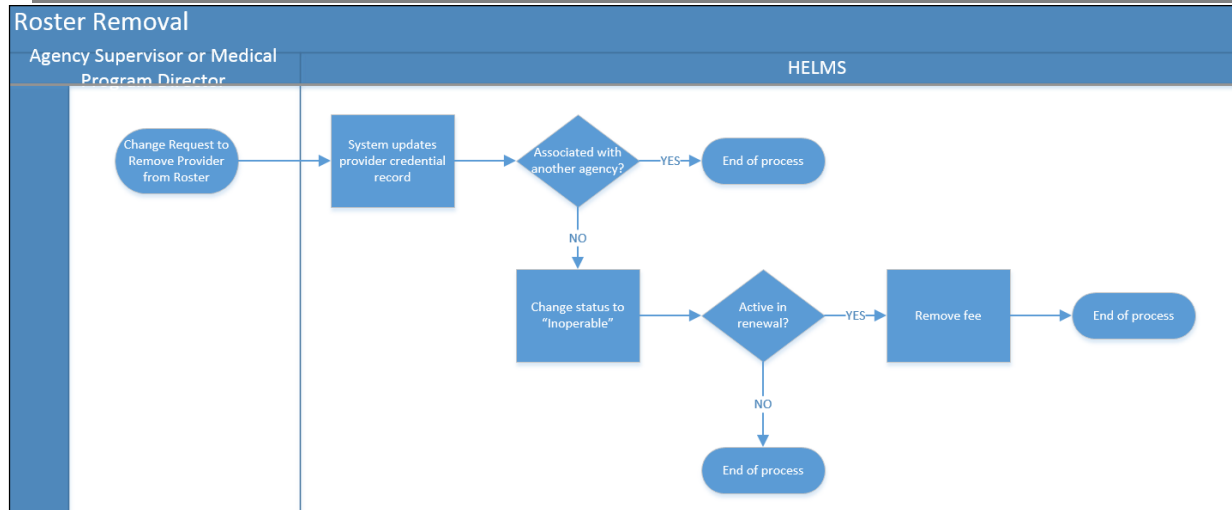 Roster Removal
Agency Supervisor or Medical
Program Director
HELMS
Change Request to
Remove Provider
from Roster
System updates
provider credential
record
Associated with
another agency?
YES
End of process
NO
Change status to
“Inoperable”
Active in
renewal?
YES
Remove fee
End of process
NO
End of process